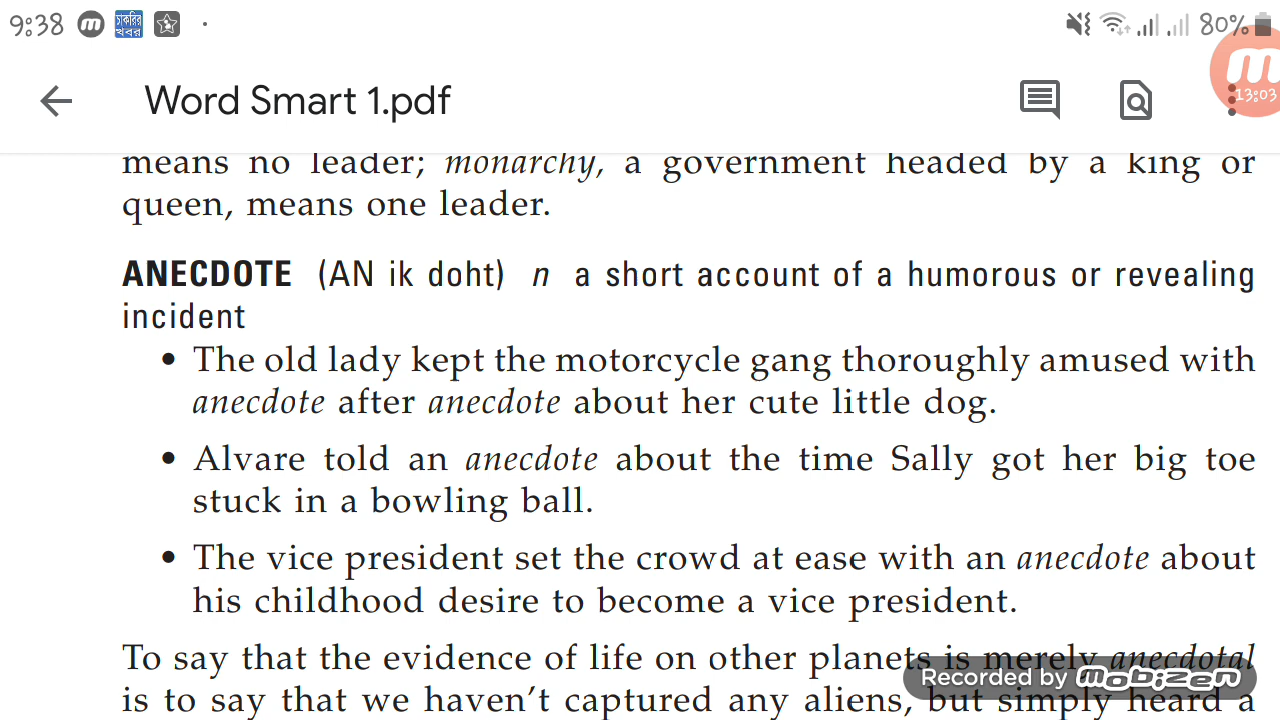 9:38
চাকরির
খবর
80%
Word Smart 1.pdf
13:03
means no leader; monarchy, a government headed by a king or
queen, means one leader.
ANECDOTE (AN ik doht) n a short account of a humorous or revealing
incident
• The old lady kept the motorcycle gang thoroughly amused with
anecdote after anecdote about her cute little dog.
• Alvare told an anecdote about the time Sally got her big toe
stuck in a bowling ball.
• The vice president set the crowd at ease with an anecdote about
his childhood desire to become a vice president.
To say that the evidence of life on other planets is merely anecdotal
is to say that we haven't captured any aliens, but simply heard a
Recorded by mobizen